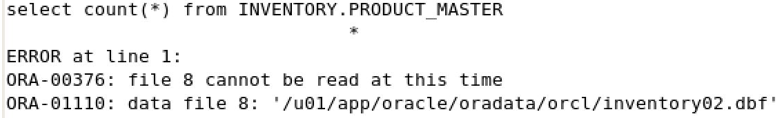 select count(*) from INVENTORY.PRODUCT_MASTER
*
ERROR at line 1:
ORA-00376: file 8 cannot be read at this time
ORA-01110: data file 8: '/u01/app/oracle/oradata/orcl/inventory02.dbf'